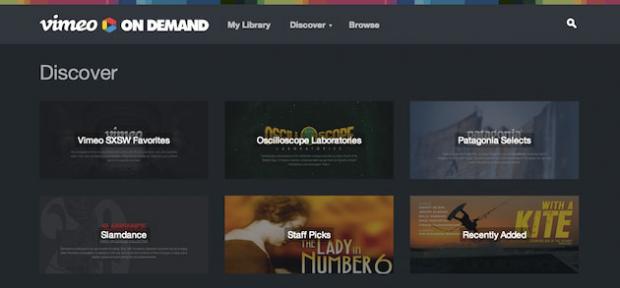 vimeo ON DEMAND My Library Discover Browse
Discover
vimeo
Vimeo SXSW Favorites
OSCILLOSCOPE
Oscilloscope Laboratories
LABORATORIES
patagonia
Patagonia Selects
Slamdance
Staff Picks
THE LADY IN
NUMBER 6
WITH A
KITE
Recently Added